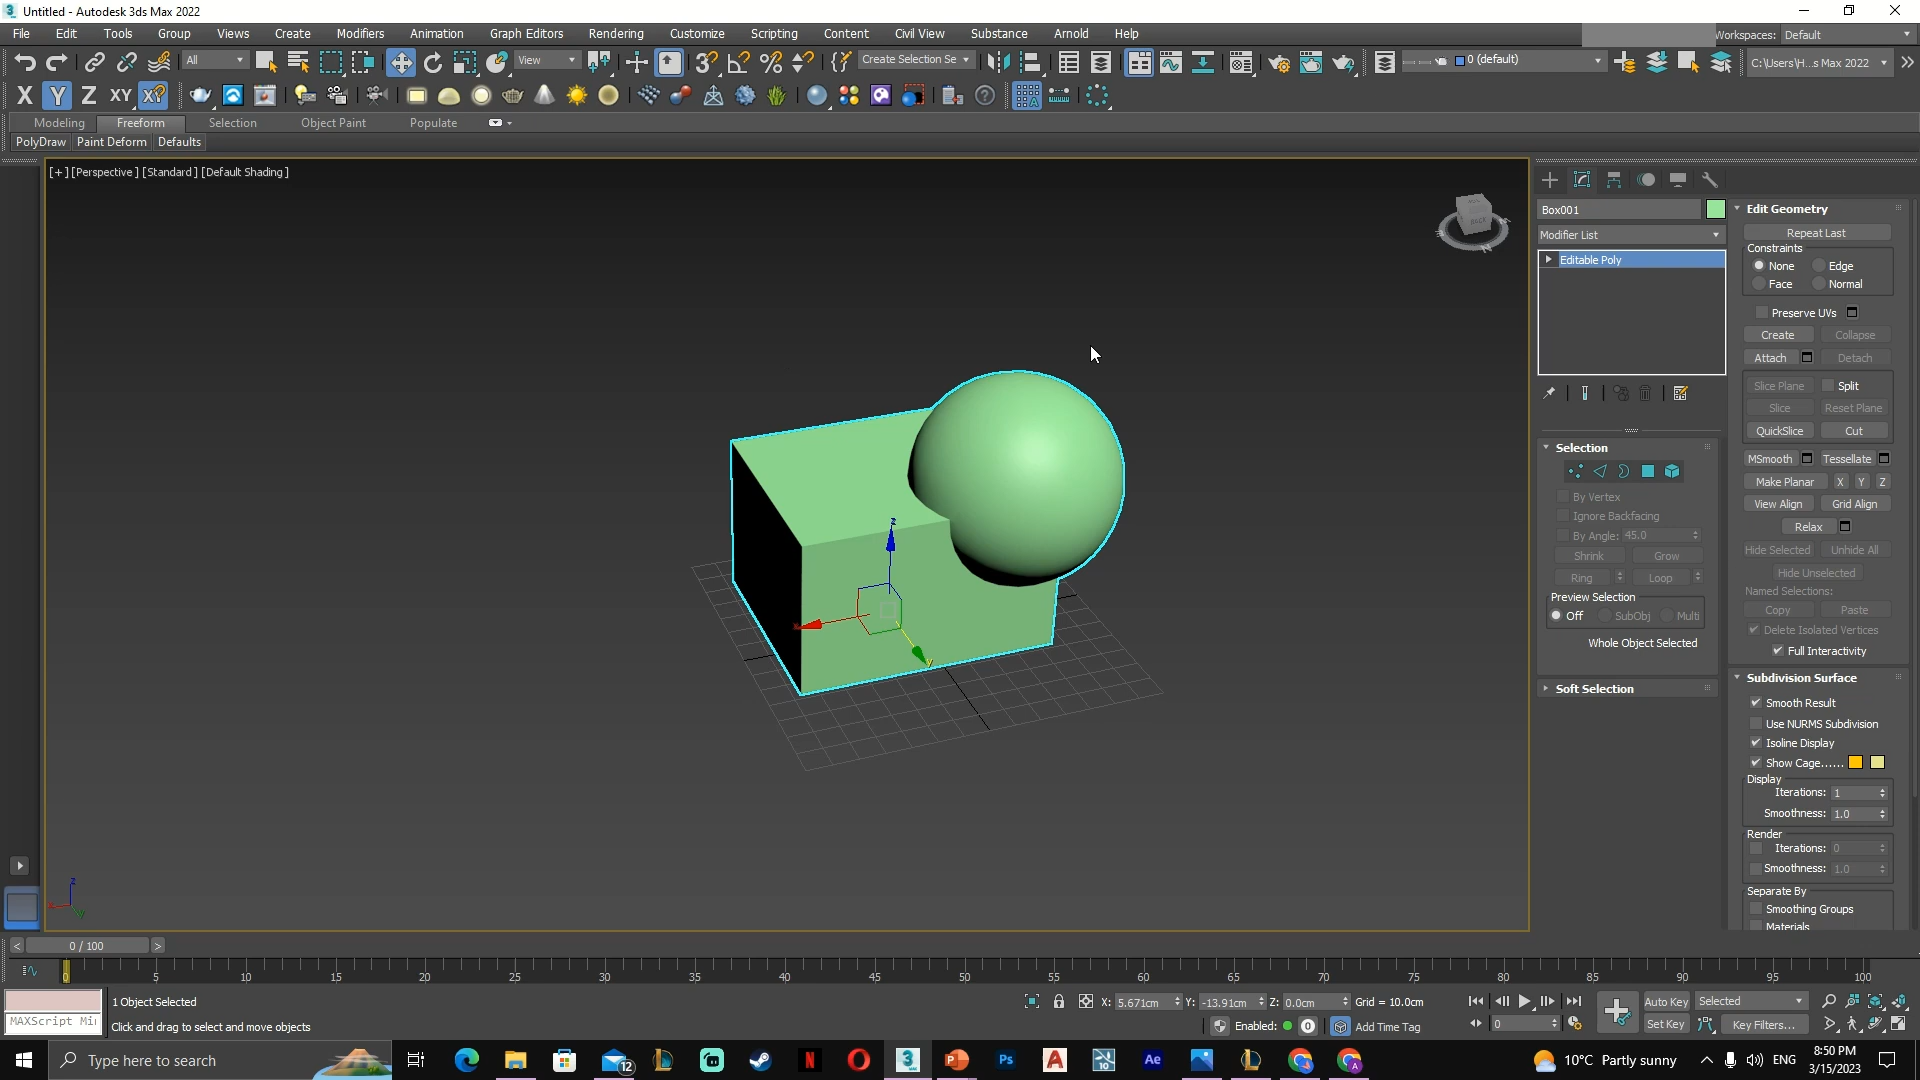 Untitled - Autodesk 3ds Max 2022
File Edit Tools Group Views Create Modifiers Animation Graph Editors Rendering Customize Scripting Content Civil View Substance Arnold Help
Workspaces: Default
All
View
Create Selection Se
0 (default)
C:\Users\H...s Max 2022
X Y Z XY XY
Modeling Freeform Selection Object Paint Populate
PolyDraw Paint Deform Defaults
[+] [Perspective] [Standard] [Default Shading]
BACK
Box001
Modifier List
Editable Poly
Selection
By Vertex
Ignore Backfacing
By Angle: 45.0
Shrink Grow
Ring Loop
Preview Selection
Off SubObj Multi
Whole Object Selected
Soft Selection
Edit Geometry
Repeat Last
Constraints
None Edge
Face Normal
Preserve UVs
Create Collapse
Attach Detach
Slice Plane Split
Slice Reset Plane
QuickSlice Cut
MSmooth Tessellate
Make Planar X Y Z
View Align Grid Align
Relax
Hide Selected Unhide All
Hide Unselected
Named Selections:
Copy Paste
Delete Isolated Vertices
Full Interactivity
Subdivision Surface
Smooth Result
Use NURMS Subdivision
Isoline Display
Show Cage......
Display
Iterations: 1
Smoothness: 1.0
Render
Iterations: 0
Smoothness: 1.0
Separate By
Smoothing Groups
Materials
z
x
y
z
x
y
< 0 / 100 >
0 5 10 15 20 25 30 35 40 45 50 55 60 65 70 75 80 85 90 95 100
1 Object Selected
X: 5.671cm Y: -13.91cm Z: 0.0cm Grid = 10.0cm
Auto Key Selected
MAXScript Mi
Click and drag to select and move objects
Enabled: 0 Add Time Tag
0
Set Key Key Filters...
Type here to search
12
N
3
Ps
A
10
Ae
A
10°C Partly sunny
ENG
8:50 PM
3/15/2023